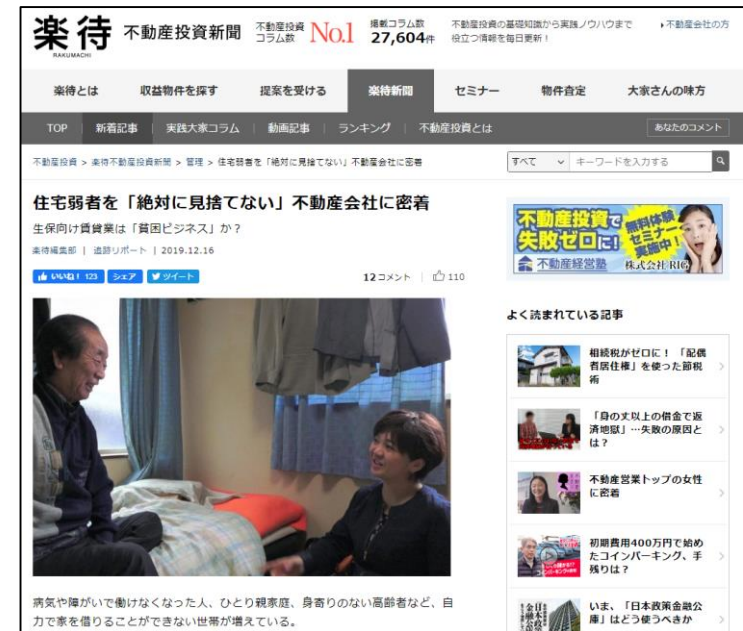 楽待
RAKUMACHI
不動産投資新聞
不動産投資
コラム数
No.1
掲載コラム数
27,604件
不動産投資の基礎知識から実践ノウハウまで
役立つ情報を毎日更新！
不動産会社の方
楽待とは 収益物件を探す 提案を受ける 楽待新聞 セミナー 物件査定 大家さんの味方
TOP 新着記事 実践大家コラム 動画記事 ランキング 不動産投資とは あなたのコメント
不動産投資 > 楽待不動産投資新聞 > 管理 > 住宅弱者を「絶対に見捨てない」不動産会社に密着
すべて キーワードを入力する
住宅弱者を「絶対に見捨てない」不動産会社に密着
生保向け賃貸業は「貧困ビジネス」か？
楽待編集部 | 追跡リポート | 2019.12.16
いいね！ 123 シェア ツイート
12コメント 110
病気や障がいで働けなくなった人、ひとり親家庭、身寄りのない高齢者など、自
力で家を借りることができない世帯が増えている。
不動産投資で
失敗ゼロに！
無料体験
セミナー
実施中！
不動産経営塾
株式会社RIG
よく読まれている記事
相続税がゼロに！「配偶
者居住権」を使った節税
術
「身の丈以上の借金で返
済地獄」…失敗の原因と
は？
不動産営業トップの女性
に密着
初期費用400万円で始め
たコインパーキング、手
残りは？
いま、「日本政策金融公
庫」はどう使うべきか